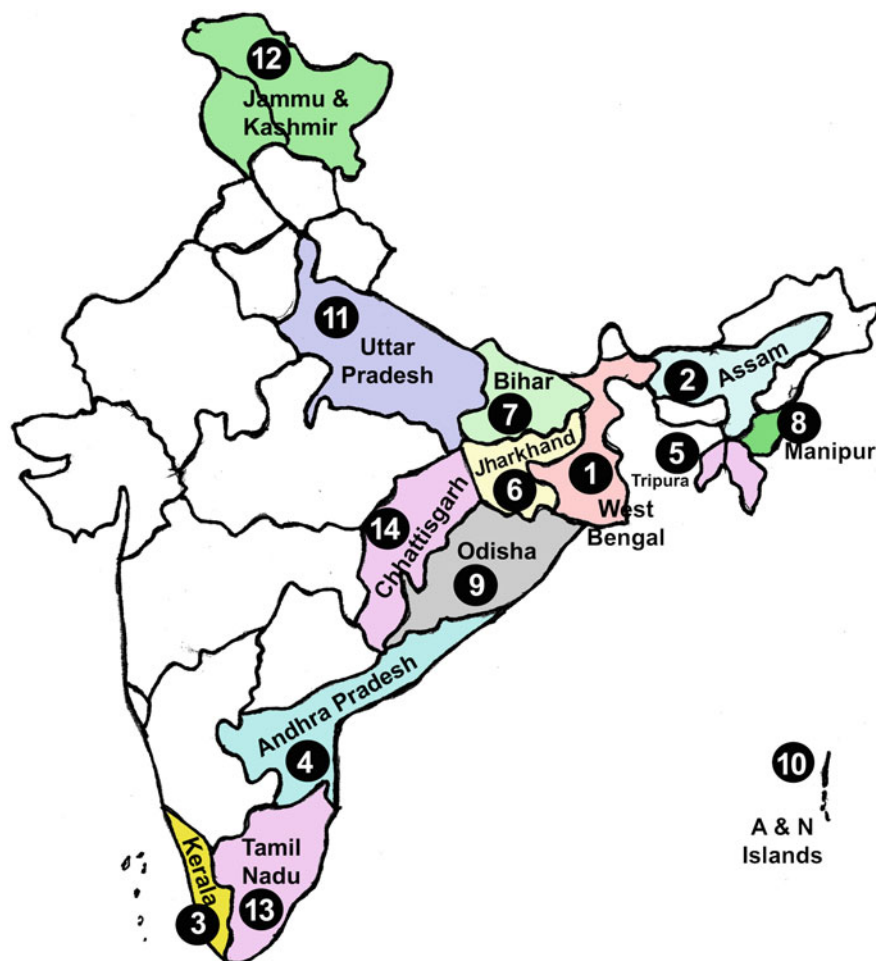 12
Jammu &
Kashmir
11
Uttar
Pradesh
Bihar
7
2
Assam
8
Manipur
5
Tripura
Jharkhand
6
1
West
Bengal
14
Chhattisgarh
Odisha
9
Andhra Pradesh
4
10
A & N
Islands
Kerala
3
Tamil
Nadu
13